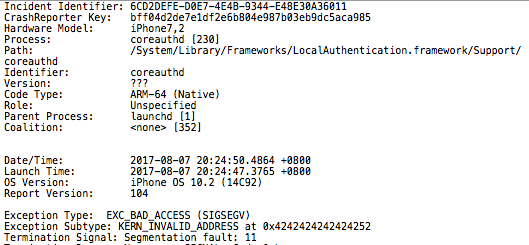 Incident Identifier: 6CD2DEFE-D0E7-4E4B-9344-E48E30A36011
CrashReporter Key: bff04d2de7e1df2e6b804e987b03eb9dc5aca985
Hardware Model: iPhone7,2
Process: coreauthd [230]
Path: /System/Library/Frameworks/LocalAuthentication.framework/Support/
coreauthd
Identifier: coreauthd
Version: ???
Code Type: ARM-64 (Native)
Role: Unspecified
Parent Process: launchd [1]
Coalition: <none> [352]
Date/Time: 2017-08-07 20:24:50.4864 +0800
Launch Time: 2017-08-07 20:24:47.3765 +0800
OS Version: iPhone OS 10.2 (14C92)
Report Version: 104
Exception Type: EXC_BAD_ACCESS (SIGSEGV)
Exception Subtype: KERN_INVALID_ADDRESS at 0x4242424242424252
Termination Signal: Segmentation fault: 11